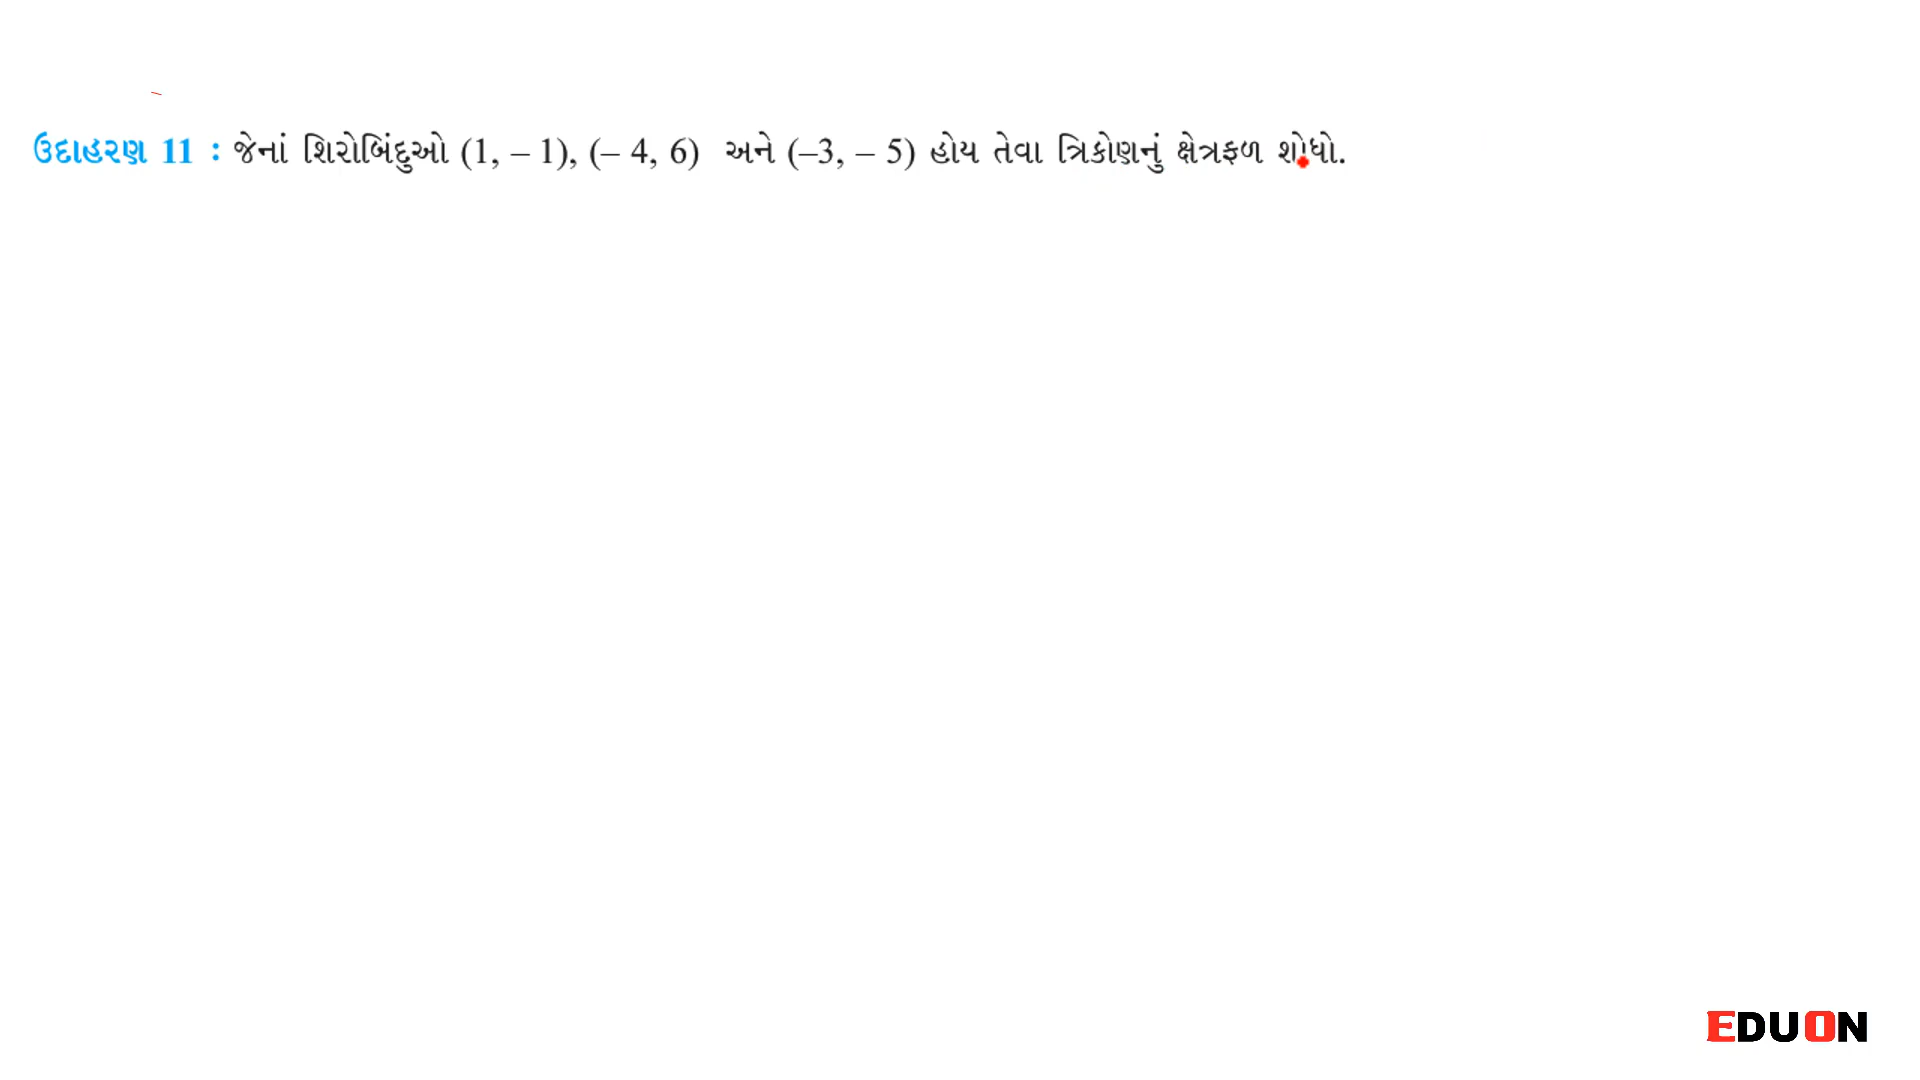 ઉદાહરણ 11 : જેનાં શિરોબિંદુઓ (1, – 1), (– 4, 6) અને (–3, – 5) હોય તેવા ત્રિકોણનું ક્ષેત્રફળ શોધો.
EDUON